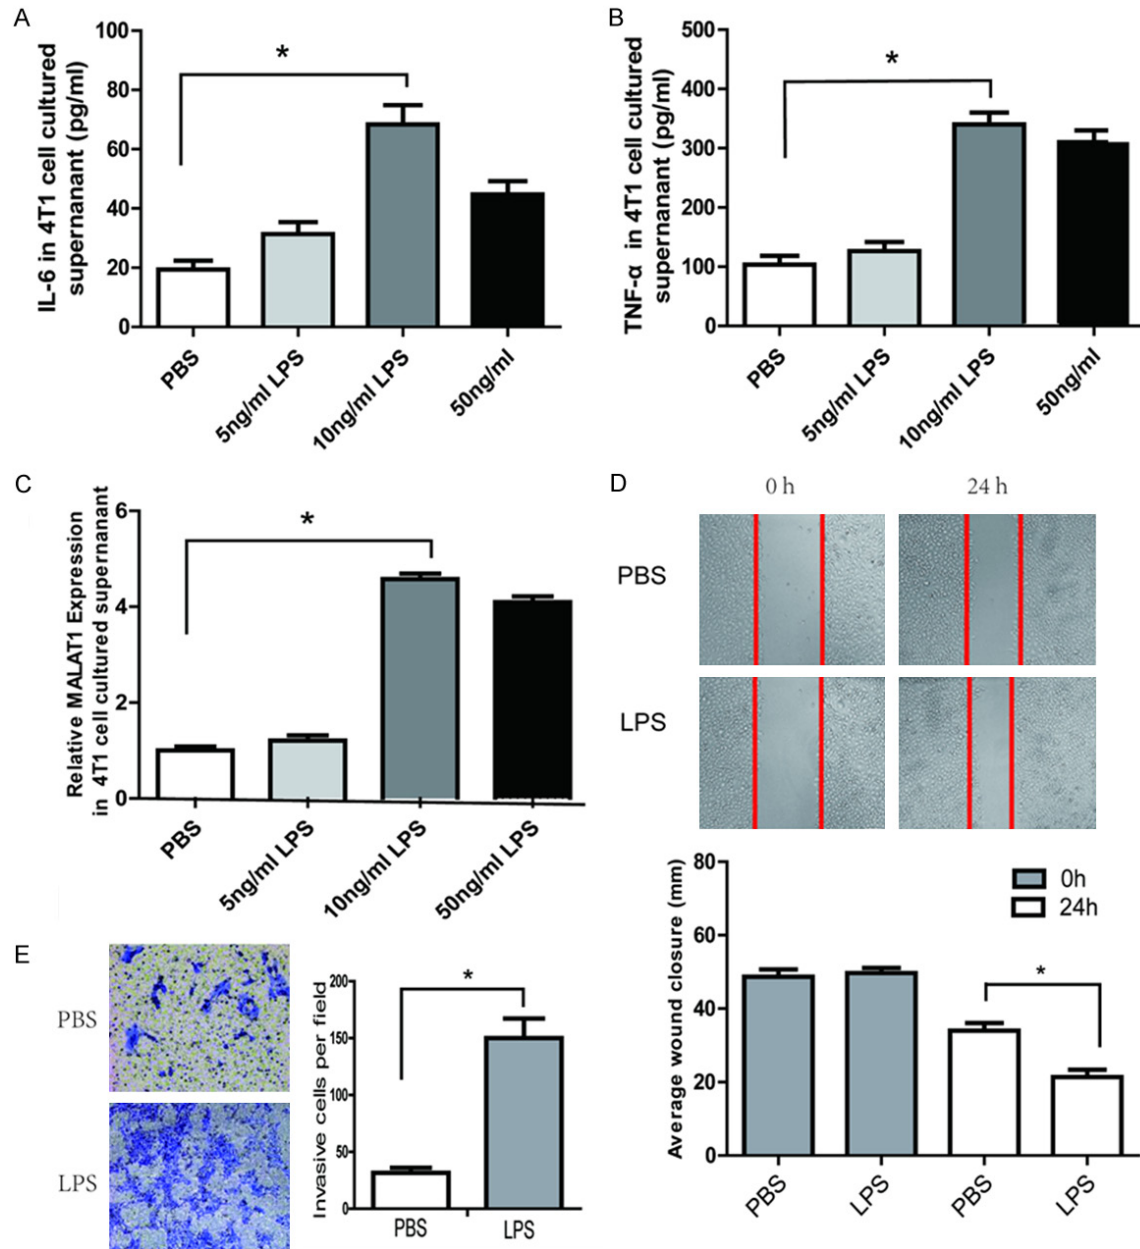 A
IL-6 in 4T1 cell cultured
supernanant (pg/ml)
100
80
60
40
20
0
*
PBS
5ng/ml LPS
10ng/ml LPS
50ng/ml
B
TNF-α in 4T1 cell cultured
supernanant (pg/ml)
500
400
300
200
100
0
*
PBS
5ng/ml LPS
10ng/ml LPS
50ng/ml
C
Relative MALAT1 Expression
in 4T1 cell cultured supernanant
6
4
2
0
*
PBS
5ng/ml LPS
10ng/ml LPS
50ng/ml LPS
D
0 h
24 h
PBS
LPS
Average wound closure (mm)
80
60
40
20
0
0h
24h
*
PBS
LPS
PBS
LPS
E
PBS
LPS
Invasive cells per field
200
150
100
50
0
*
PBS
LPS